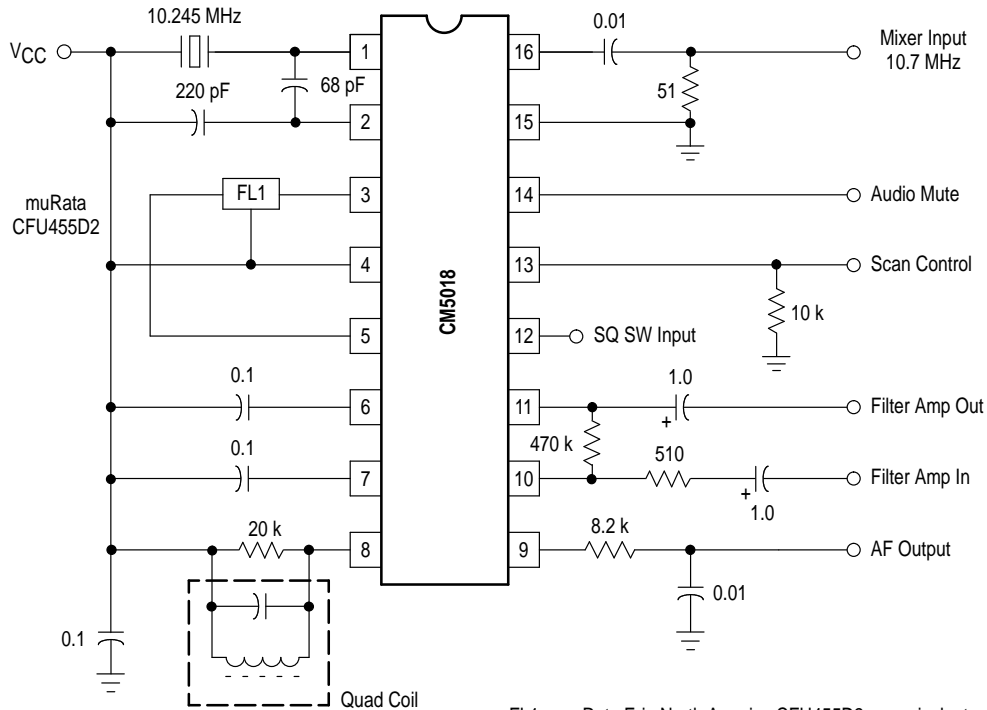 10.245 MHz
VCC
220 pF
68 pF
muRata
CFU455D2
FL1
0.1
0.1
20 k
0.1
Quad Coil
1
2
3
4
5
6
7
8
CM5018
16
15
14
13
12
11
10
9
0.01
Mixer Input
10.7 MHz
51
Audio Mute
Scan Control
10 k
SQ SW Input
1.0
+
Filter Amp Out
470 k
510
Filter Amp In
+
1.0
8.2 k
AF Output
0.01